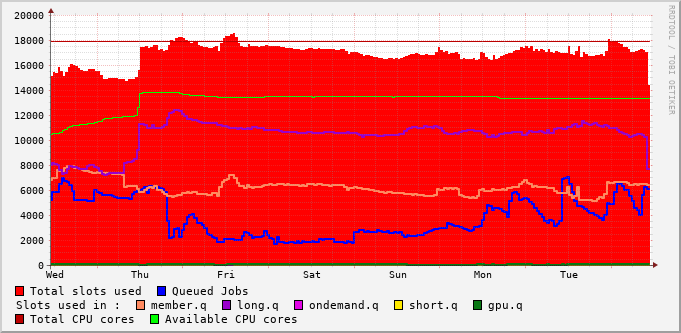 20000
18000
16000
14000
12000
10000
8000
6000
4000
2000
0
Wed Thu Fri Sat Sun Mon Tue
RRDTOOL / TOBI OETIKER
Total slots used Queued Jobs
Slots used in : member.q long.q ondemand.q short.q gpu.q
Total CPU cores Available CPU cores